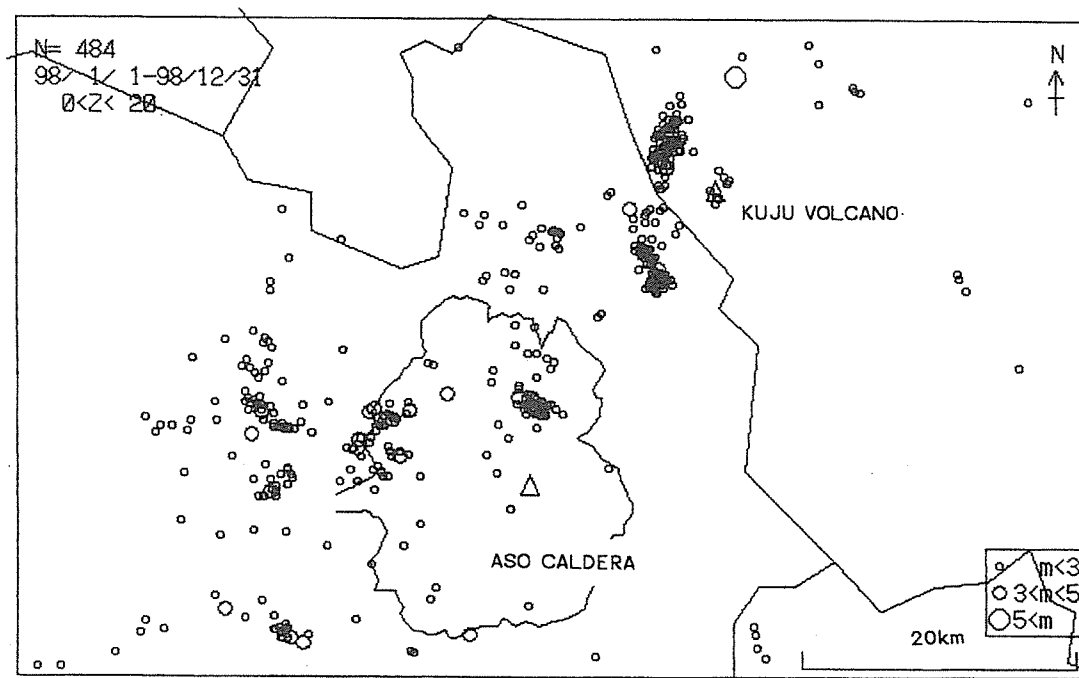 N= 484
98/ 1/ 1-98/12/31
0<Z< 20
N
KUJU VOLCANO
ASO CALDERA
m<3
3<m<5
5<m
20km